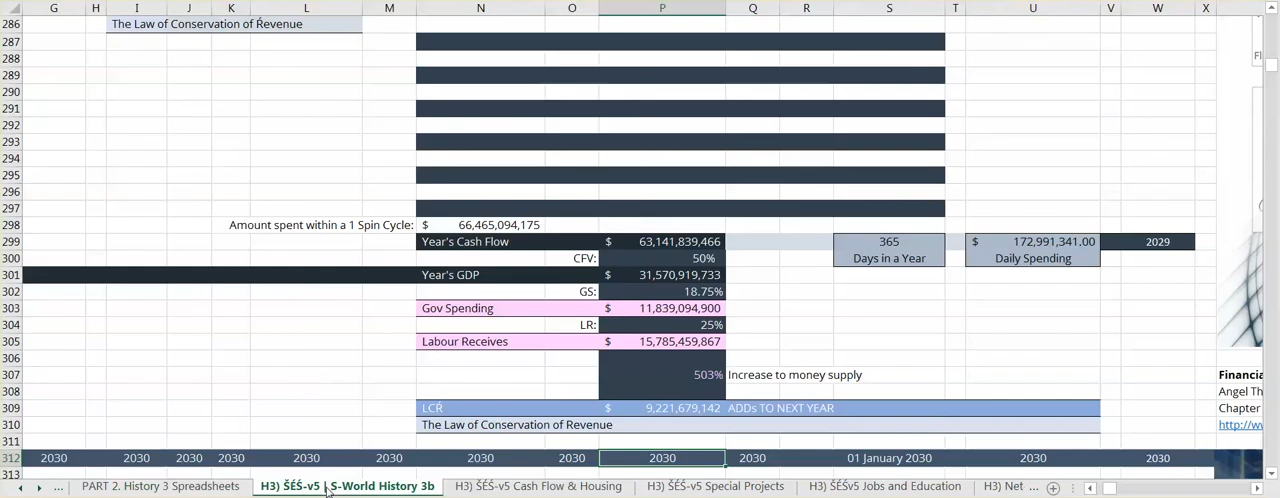 G H I J K L M N O P Q R S T U V W X
286 The Law of Conservation of Ŕevenue
287
288
289
290
291
292
293
294
295
296
297
298 Amount spent within a 1 Spin Cycle: $ 66,465,094,175
299 Year's Cash Flow $ 63,141,839,466 365 $ 172,991,341.00 2029
300 CFV: 50% Days in a Year Daily Spending
301 Year's GDP $ 31,570,919,733
302 GS: 18.75%
303 Gov Spending $ 11,839,094,900
304 LR: 25%
305 Labour Receives $ 15,785,459,867
306
307 503% Increase to money supply Financia
308 Angel Th
309 LCŔ $ 9,221,679,142 ADDs TO NEXT YEAR Chapter
310 The Law of Conservation of Revenue http://ww
311
312 2030 2030 2030 2030 2030 2030 2030 2030 2030 2030 01 January 2030 2030 2030
313
... PART 2. History 3 Spreadsheets H3) ŠÉŚ-v5 | S-World History 3b H3) ŠÉŚ-v5 Cash Flow & Housing H3) ŠÉŚ-v5 Special Projects H3) ŠÉŚv5 Jobs and Education H3) Net ...